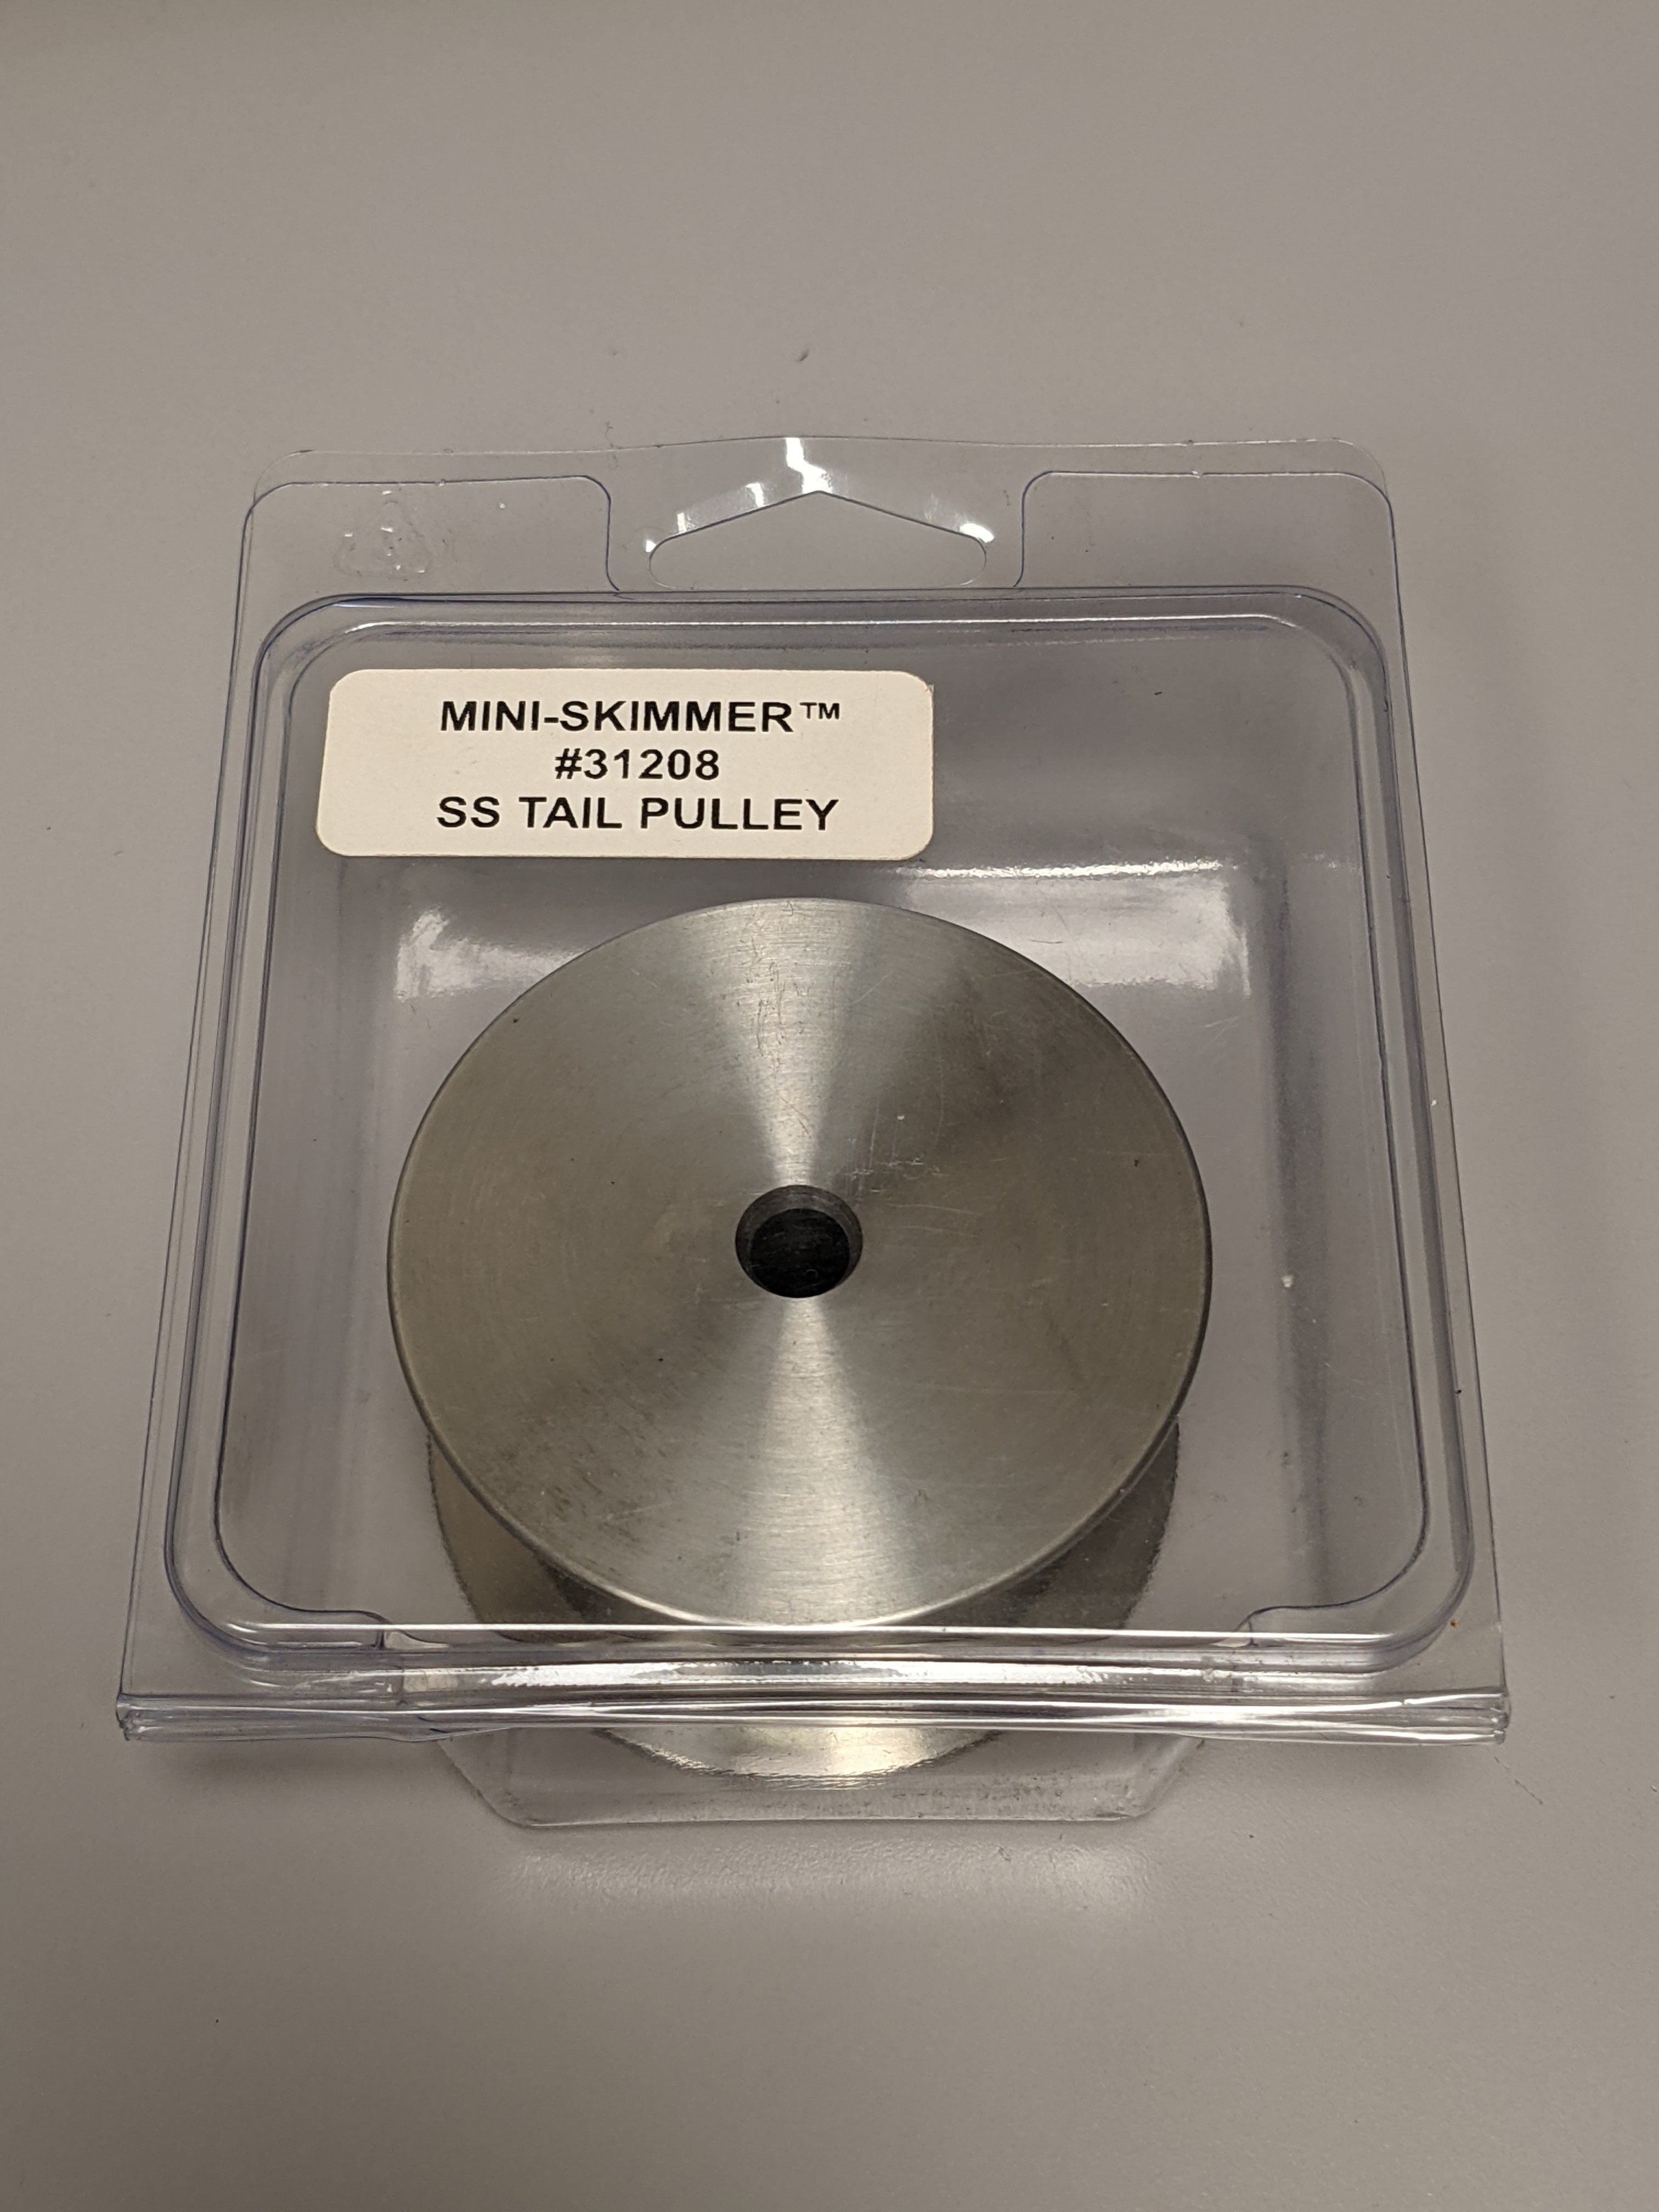 MINI-SKIMMER™
#31208
SS TAIL PULLEY